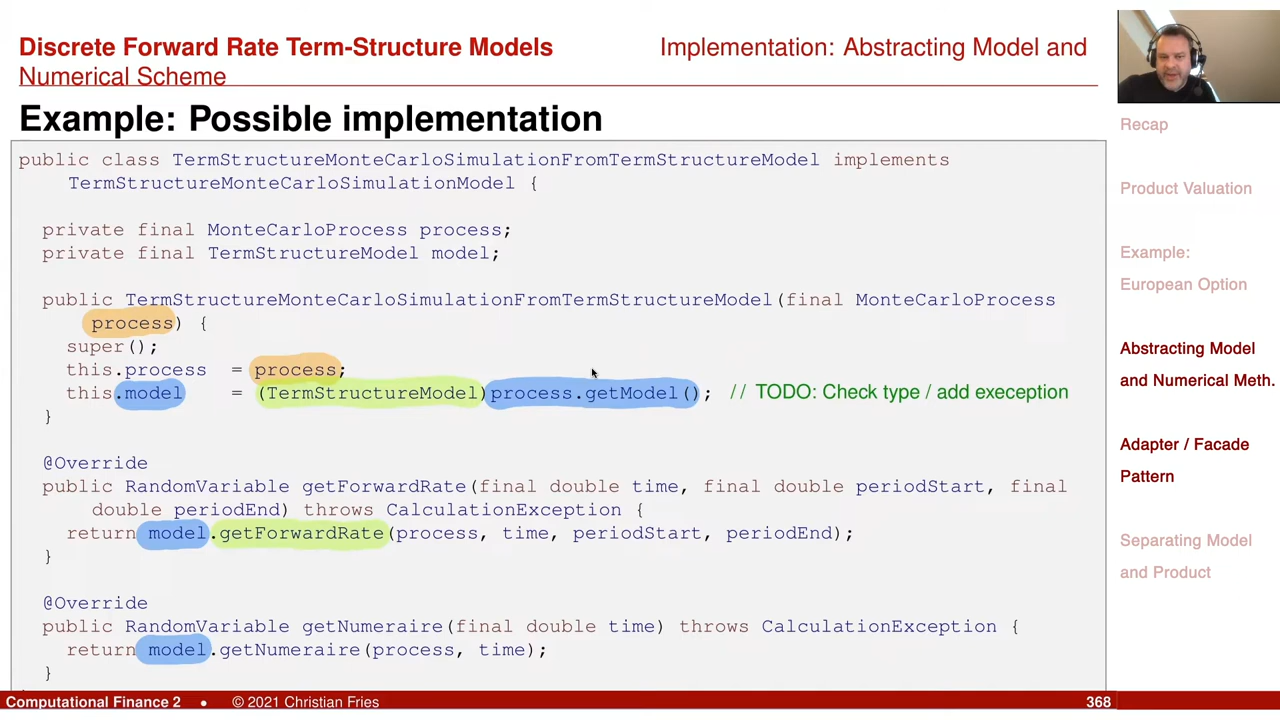 Discrete Forward Rate Term-Structure Models Implementation: Abstracting Model and
Numerical Scheme
Example: Possible implementation
public class TermStructureMonteCarloSimulationFromTermStructureModel implements
TermStructureMonteCarloSimulationModel {
private final MonteCarloProcess process;
private final TermStructureModel model;
public TermStructureMonteCarloSimulationFromTermStructureModel(final MonteCarloProcess
process) {
super();
this.process = process;
this.model = (TermStructureModel)process.getModel(); // TODO: Check type / add exeception
}
@Override
public RandomVariable getForwardRate(final double time, final double periodStart, final
double periodEnd) throws CalculationException {
return model.getForwardRate(process, time, periodStart, periodEnd);
}
@Override
public RandomVariable getNumeraire(final double time) throws CalculationException {
return model.getNumeraire(process, time);
}
Recap
Product Valuation
Example:
European Option
Abstracting Model
and Numerical Meth.
Adapter / Facade
Pattern
Separating Model
and Product
Computational Finance 2 • © 2021 Christian Fries 368